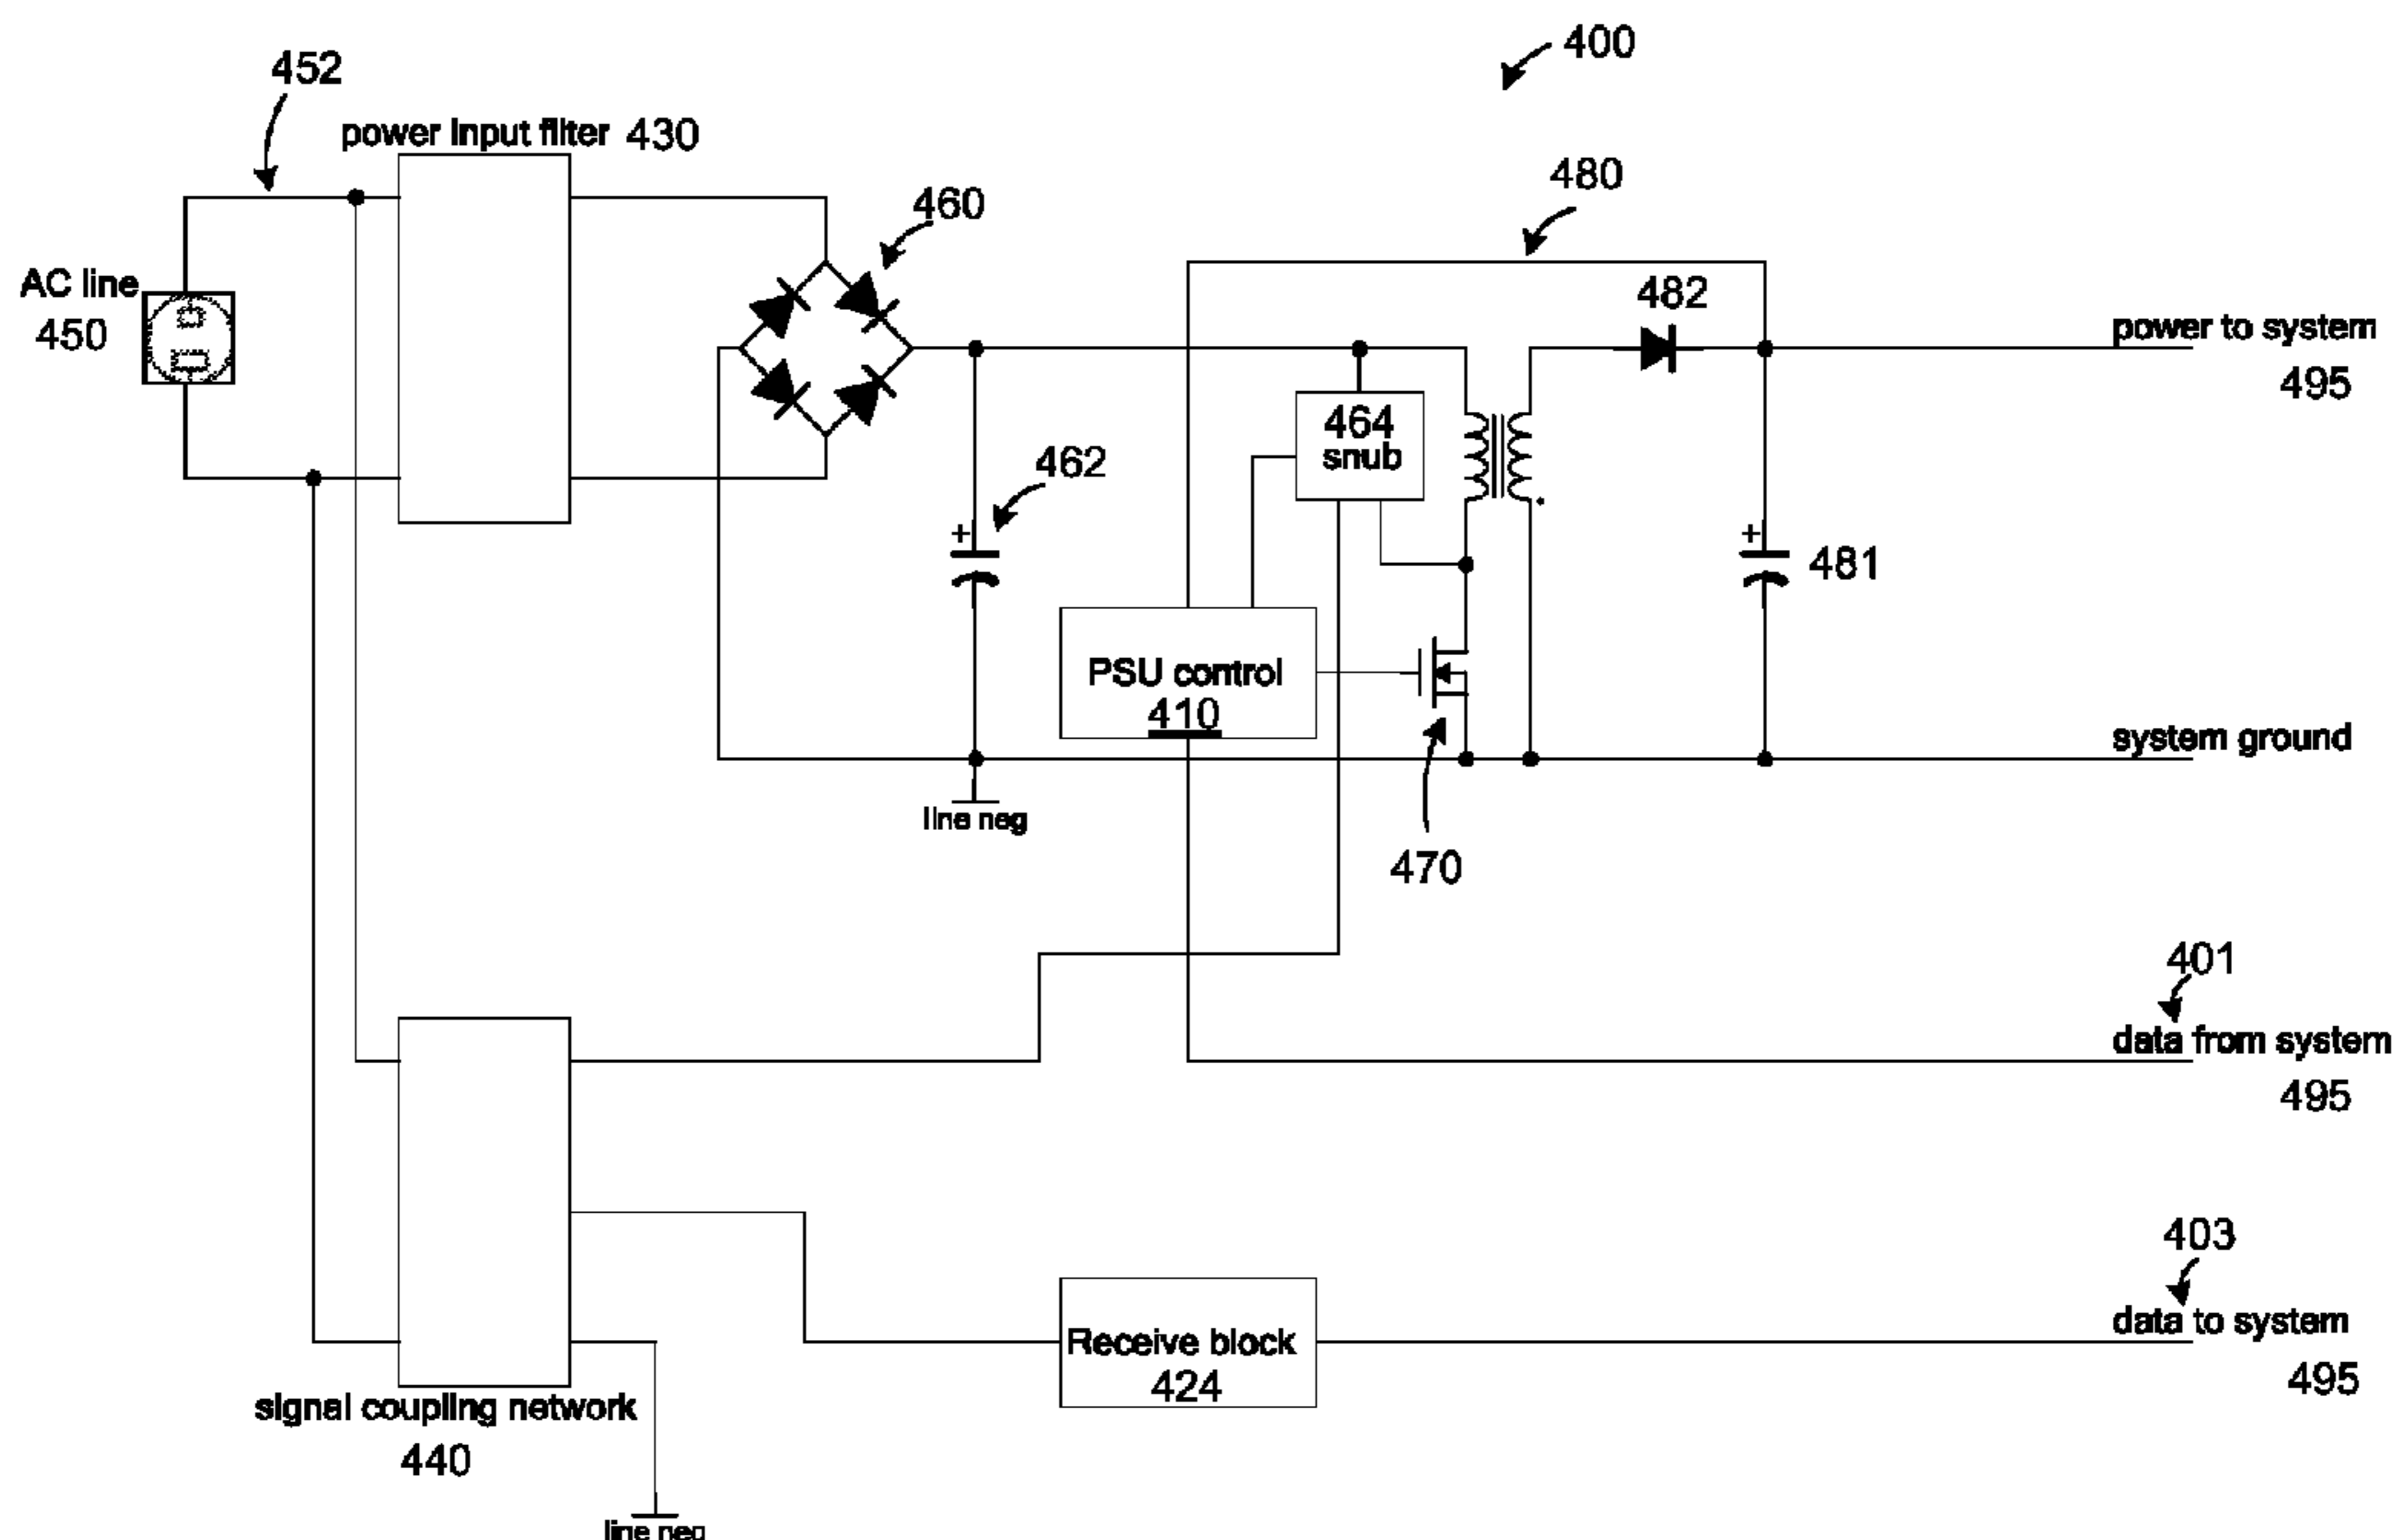 400
452
power input filter 430
480
460
AC line
450
482
power to system
495
464
snub
462
+
+
481
PSU control
410
system ground
line neg
470
401
data from system
495
403
data to system
495
Receive block
424
signal coupling network
440
line neg